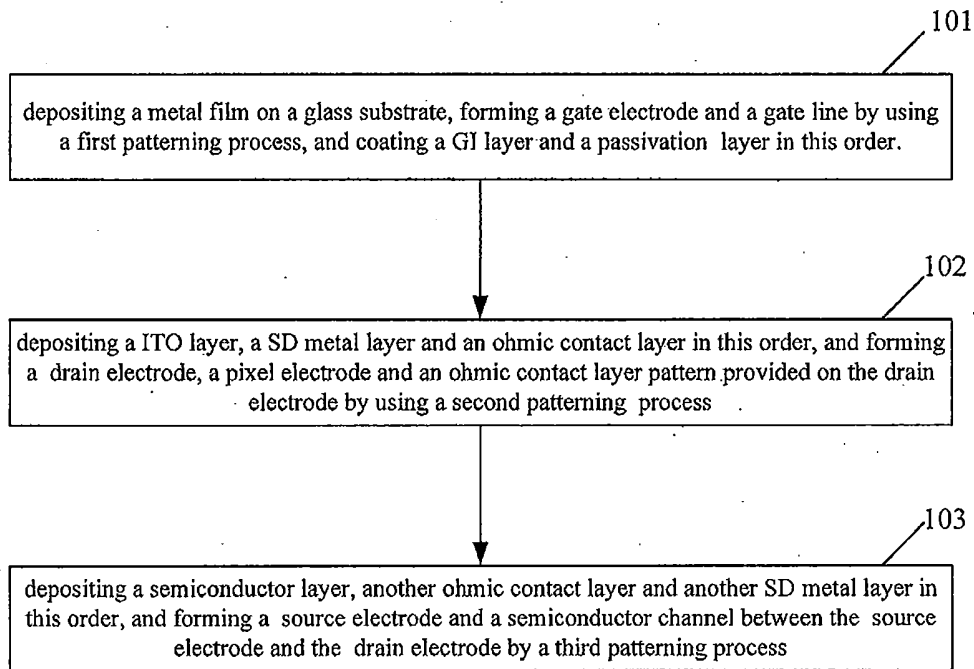 101
depositing a metal film on a glass substrate, forming a gate electrode and a gate line by using
a first patterning process, and coating a GI layer and a passivation layer in this order.
102
depositing a ITO layer, a SD metal layer and an ohmic contact layer in this order, and forming
a drain electrode, a pixel electrode and an ohmic contact layer pattern provided on the drain
electrode by using a second patterning process
103
depositing a semiconductor layer, another ohmic contact layer and another SD metal layer in
this order, and forming a source electrode and a semiconductor channel between the source
electrode and the drain electrode by a third patterning process